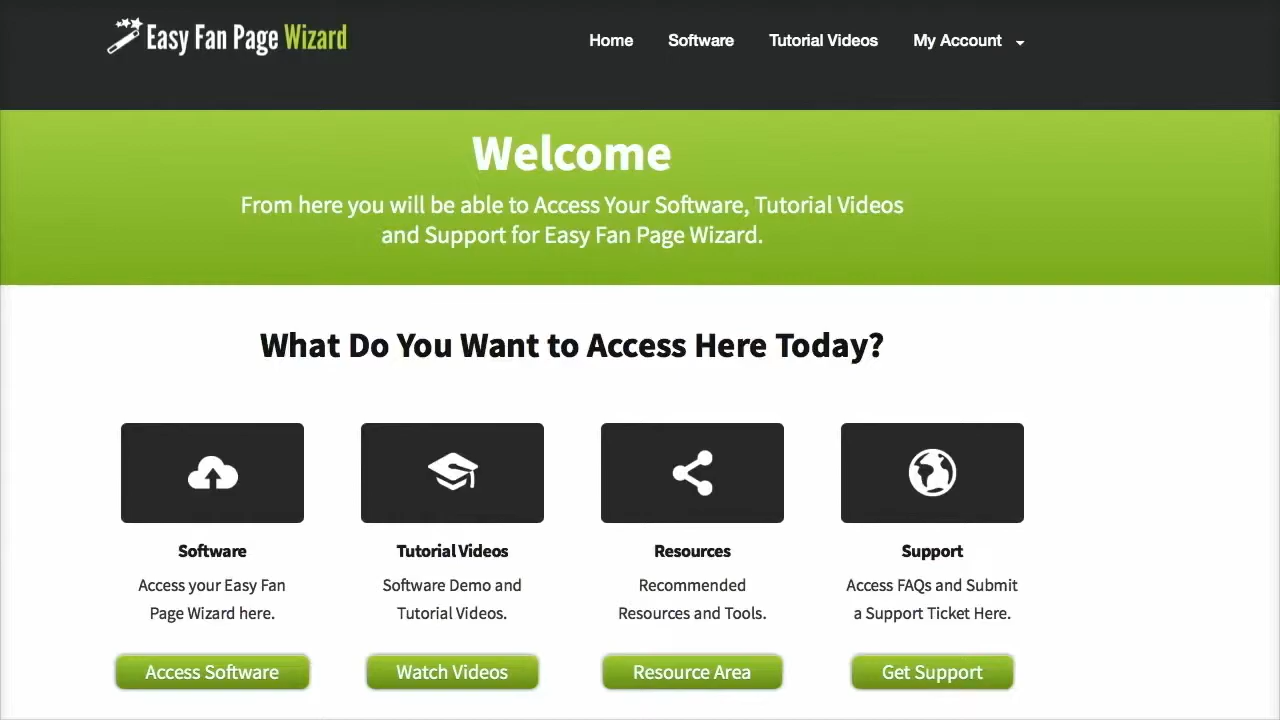 Easy Fan Page Wizard
Home Software Tutorial Videos My Account
Welcome
From here you will be able to Access Your Software, Tutorial Videos
and Support for Easy Fan Page Wizard.
What Do You Want to Access Here Today?
Software
Access your Easy Fan
Page Wizard here.
Access Software
Tutorial Videos
Software Demo and
Tutorial Videos.
Watch Videos
Resources
Recommended
Resources and Tools.
Resource Area
Support
Access FAQs and Submit
a Support Ticket Here.
Get Support